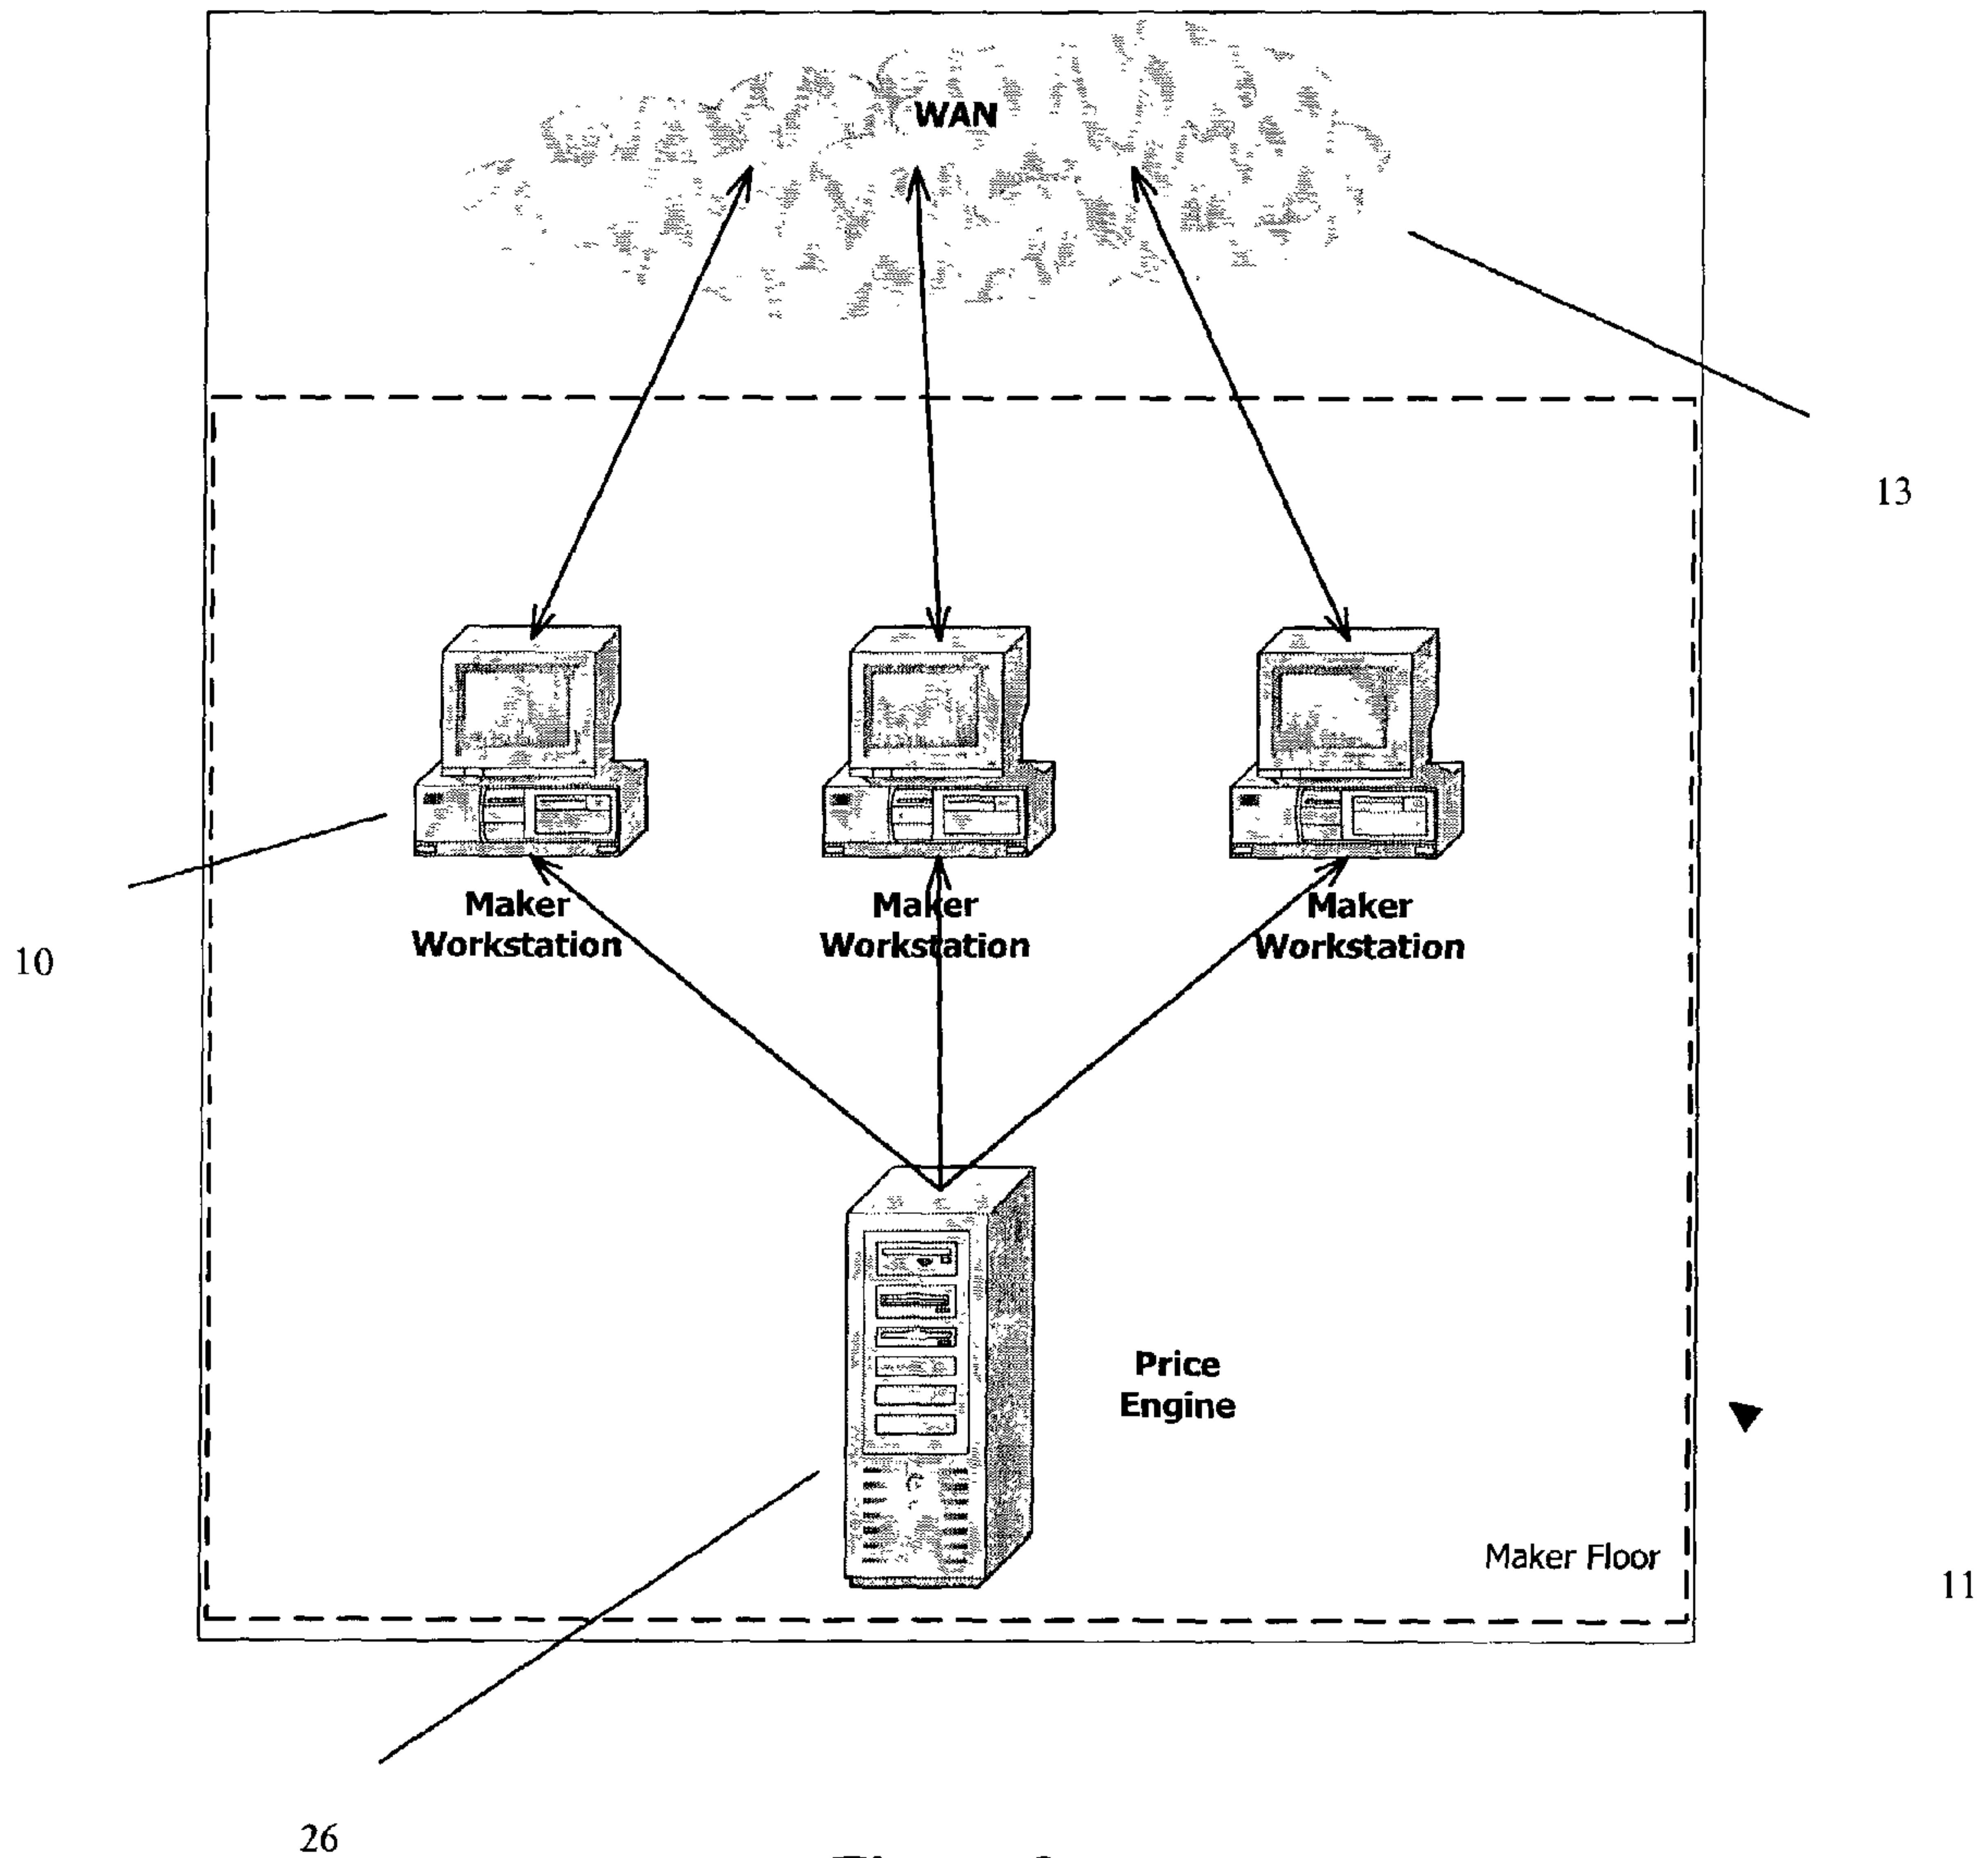 WAN
13
Maker
Workstation
Maker
Workstation
Maker
Workstation
10
Price
Engine
Maker Floor
11
26